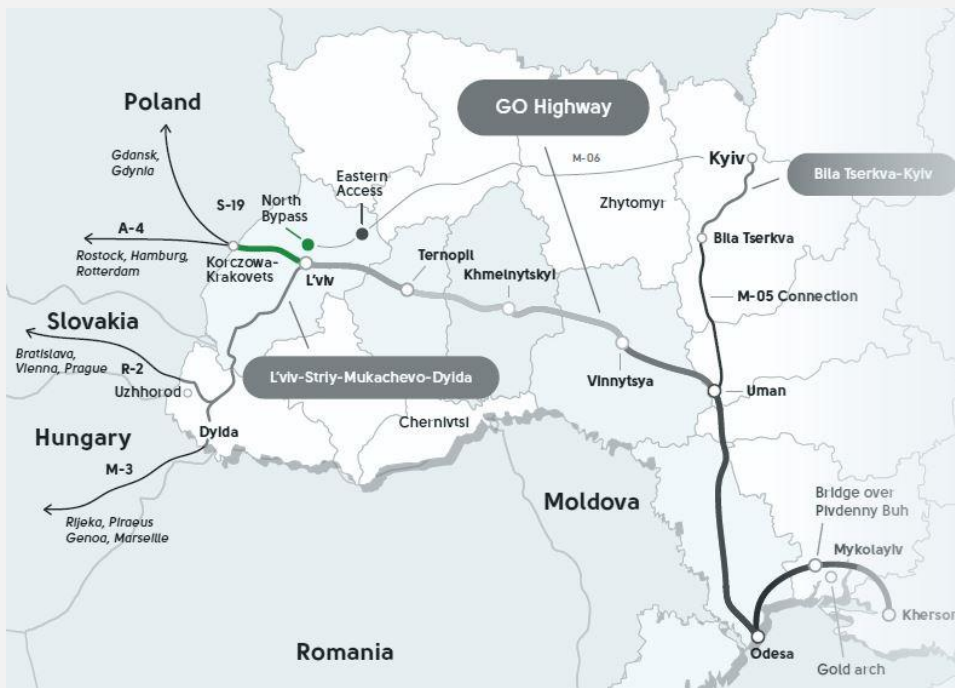 Poland
GO Highway
Gdansk,
Gdynia
M-06
Kyiv
Bila Tserkva-Kyiv
Eastern
Access
North
Bypass
S-19
Zhytomyr
A-4
Rostock, Hamburg,
Rotterdam
Korczowa-
Krakovets
L'viv
Ternopil
Khmelnytskyi
Bila Tserkva
M-05 Connection
Slovakia
Bratislava,
Vienna, Prague
R-2
Uzhhorod
L'viv-Striy-Mukachevo-Dyida
Vinnytsya
Uman
Chernivtsi
Dyida
Hungary
M-3
Rijeka, Piraeus
Genoa, Marseille
Moldova
Bridge over
Pivdenny Buh
Mykolayiv
Kherson
Odesa
Gold arch
Romania